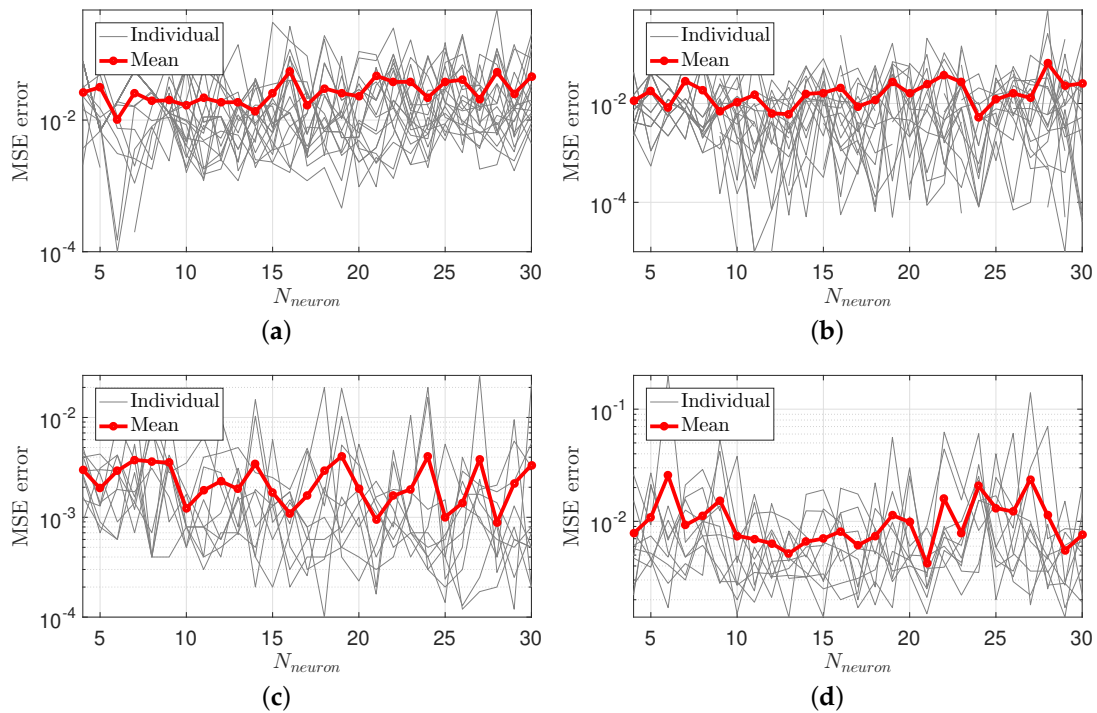 Individual
Mean
MSE error
10^-2
10^-4
5 10 15 20 25 30
N_neuron
(a)
Individual
Mean
MSE error
10^-2
10^-4
5 10 15 20 25 30
N_neuron
(b)
Individual
Mean
MSE error
10^-2
10^-3
10^-4
5 10 15 20 25 30
N_neuron
(c)
Individual
Mean
MSE error
10^-1
10^-2
5 10 15 20 25 30
N_neuron
(d)